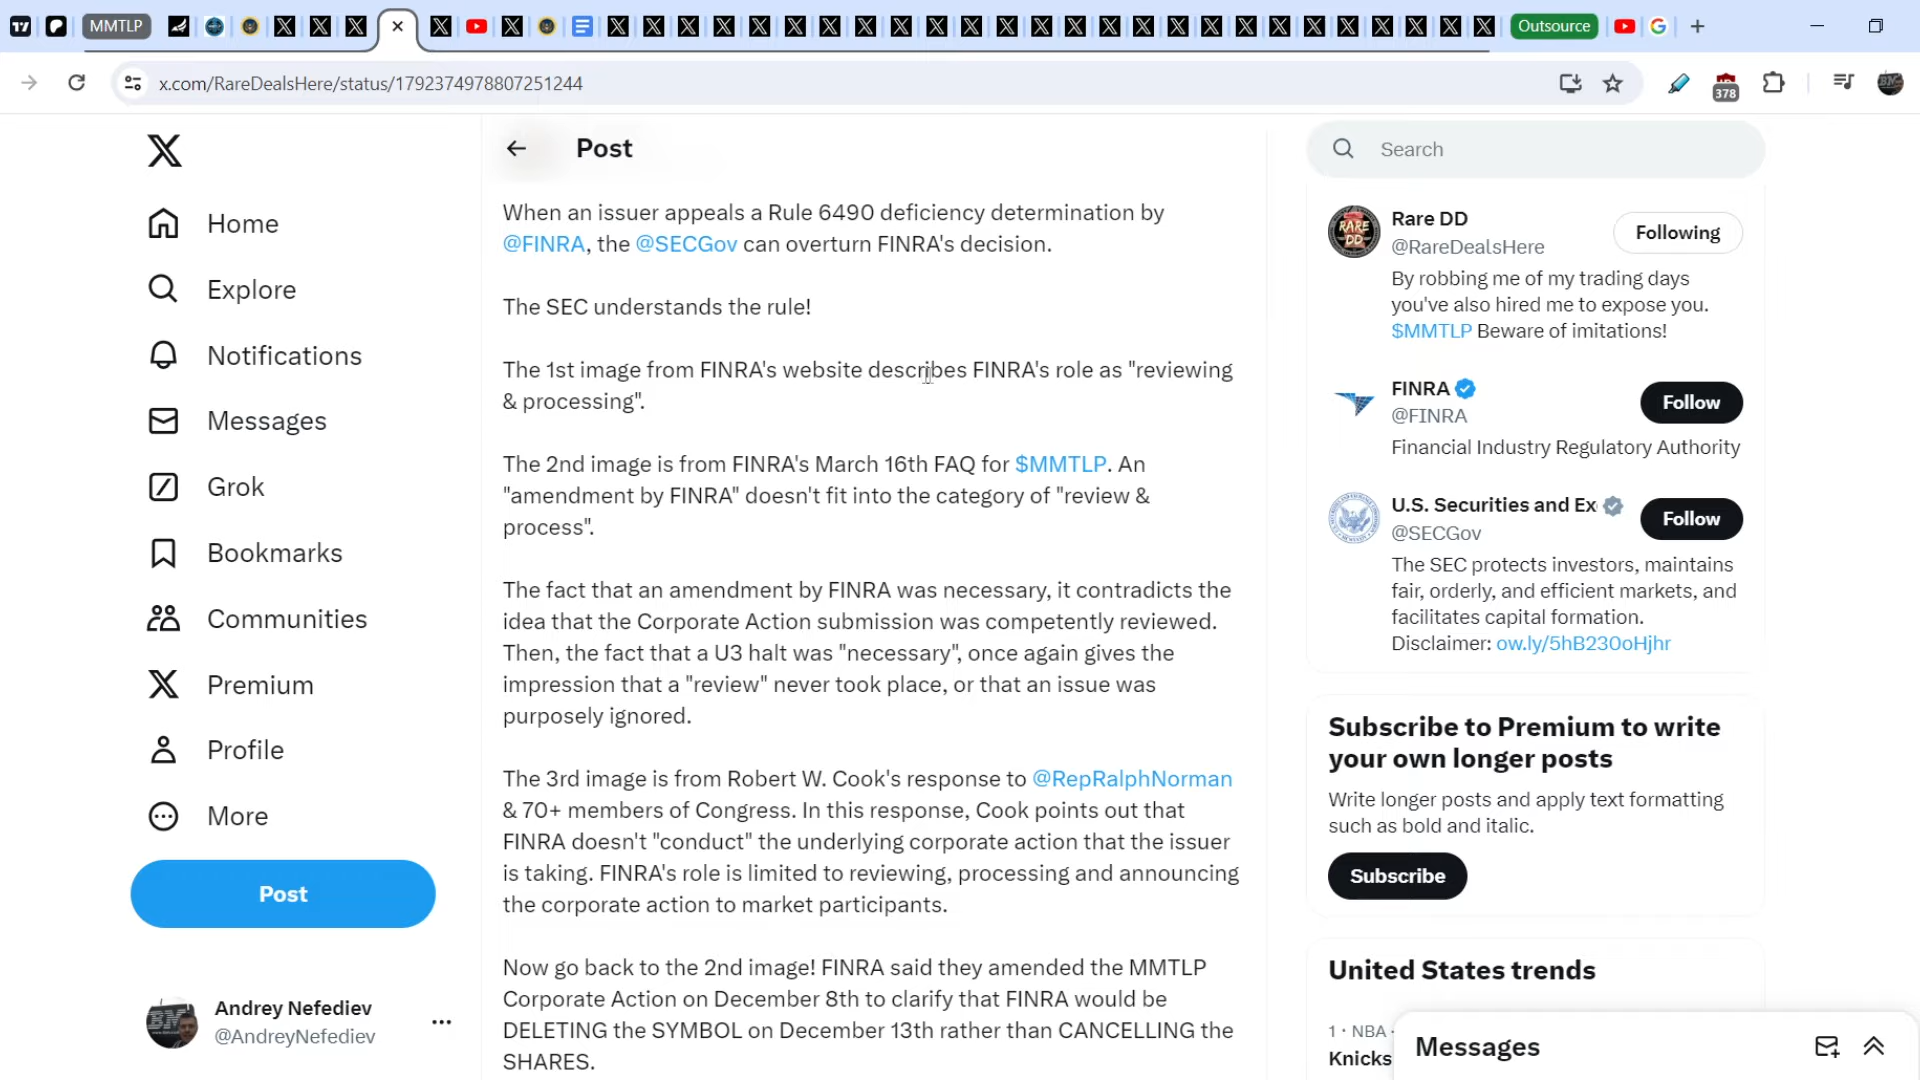 MMTLP
Outsource
x.com/RareDealsHere/status/1792374978807251244
378
Home
Explore
Notifications
Messages
Grok
Bookmarks
Communities
Premium
Profile
More
Post
Andrey Nefediev
@AndreyNefediev
Post
When an issuer appeals a Rule 6490 deficiency determination by
@FINRA, the @SECGov can overturn FINRA's decision.
The SEC understands the rule!
The 1st image from FINRA's website describes FINRA's role as "reviewing
& processing".
The 2nd image is from FINRA's March 16th FAQ for $MMTLP. An
"amendment by FINRA" doesn't fit into the category of "review &
process".
The fact that an amendment by FINRA was necessary, it contradicts the
idea that the Corporate Action submission was competently reviewed.
Then, the fact that a U3 halt was "necessary", once again gives the
impression that a "review" never took place, or that an issue was
purposely ignored.
The 3rd image is from Robert W. Cook's response to @RepRalphNorman
& 70+ members of Congress. In this response, Cook points out that
FINRA doesn't "conduct" the underlying corporate action that the issuer
is taking. FINRA's role is limited to reviewing, processing and announcing
the corporate action to market participants.
Now go back to the 2nd image! FINRA said they amended the MMTLP
Corporate Action on December 8th to clarify that FINRA would be
DELETING the SYMBOL on December 13th rather than CANCELLING the
SHARES.
Search
Rare DD
@RareDealsHere
Following
By robbing me of my trading days
you've also hired me to expose you.
$MMTLP Beware of imitations!
FINRA
@FINRA
Follow
Financial Industry Regulatory Authority
U.S. Securities and Ex
@SECGov
Follow
The SEC protects investors, maintains
fair, orderly, and efficient markets, and
facilitates capital formation.
Disclaimer: ow.ly/5hB230oHjhr
Subscribe to Premium to write
your own longer posts
Write longer posts and apply text formatting
such as bold and italic.
Subscribe
United States trends
1 · NBA ·
Knicks
Messages